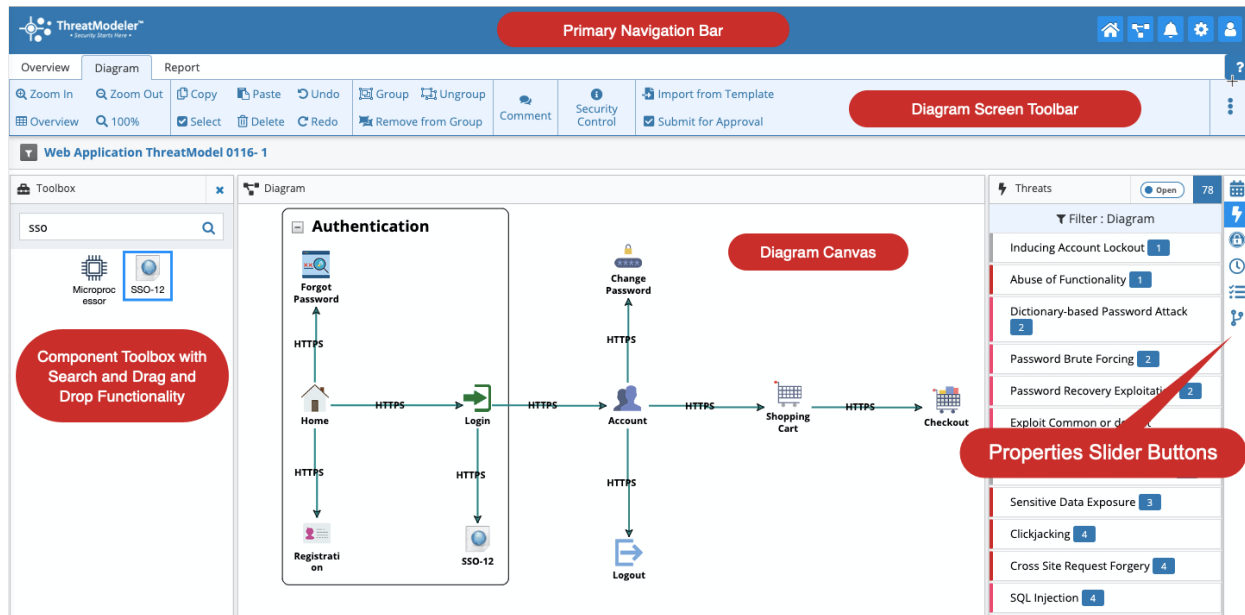 ThreatModeler™
• Security Starts Here •
Primary Navigation Bar
Overview Diagram Report
?
Zoom In Zoom Out Copy Paste Undo Group Ungroup Import from Template
Comment Security Control
Diagram Screen Toolbar
Overview 100% Select Delete Redo Remove from Group Submit for Approval
Web Application ThreatModel 0116- 1
Toolbox
Diagram
Threats Open 78
sso
Filter : Diagram
Microproc
essor
SSO-12
Component Toolbox with
Search and Drag and
Drop Functionality
Authentication
Forgot
Password
HTTPS
Home
HTTPS
Login
HTTPS
HTTPS
Registrati
on
HTTPS
SSO-12
Diagram Canvas
Change
Password
HTTPS
Account
HTTPS
Shopping
Cart
HTTPS
Checkout
HTTPS
Logout
Inducing Account Lockout 1
Abuse of Functionality 1
Dictionary-based Password Attack
2
Password Brute Forcing 2
Password Recovery Exploitation 2
Exploit Common or
Properties Slider Buttons
Sensitive Data Exposure 3
Clickjacking 4
Cross Site Request Forgery 4
SQL Injection 4